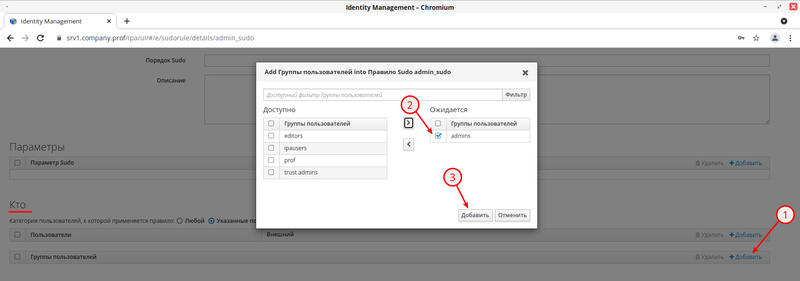 Identity Management – Chromium
Identity Management
srv1.company.prof/ipa/ui/#/e/sudorule/details/admin_sudo
Порядок Sudo
Описание
Add Группы пользователей into Правило Sudo admin_sudo
Доступный фильтр Группы пользователей
Фильтр
Доступно
Ожидается
Группы пользователей
Группы пользователей
editors
admins
ipausers
prof
trust admins
Добавить
Отменить
Параметры
Параметр Sudo
Удалить
Добавить
Кто
Категория пользователей, к которой применяется правило:
Любой
Указанные по
Пользователи
Внешний
Удалить
Добавить
Группы пользователей
Удалить
Добавить
1
2
3